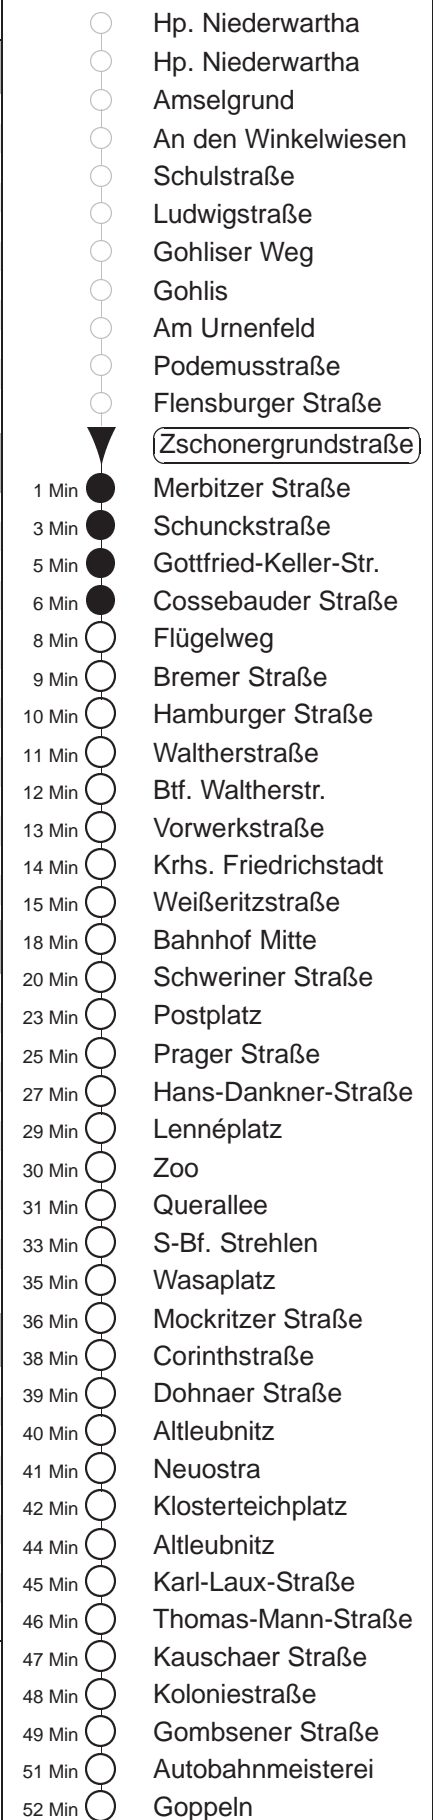 Hp. Niederwartha
Hp. Niederwartha
Amselgrund
An den Winkelwiesen
Schulstraße
Ludwigstraße
Gohliser Weg
Gohlis
Am Urnenfeld
Podemusstraße
Flensburger Straße
Zschonergrundstraße
1 Min Merbitzer Straße
3 Min Schunckstraße
5 Min Gottfried-Keller-Str.
6 Min Cossebauder Straße
8 Min Flügelweg
9 Min Bremer Straße
10 Min Hamburger Straße
11 Min Waltherstraße
12 Min Btf. Waltherstr.
13 Min Vorwerkstraße
14 Min Krhs. Friedrichstadt
15 Min Weißeritzstraße
18 Min Bahnhof Mitte
20 Min Schweriner Straße
23 Min Postplatz
25 Min Prager Straße
27 Min Hans-Dankner-Straße
29 Min Lennéplatz
30 Min Zoo
31 Min Querallee
33 Min S-Bf. Strehlen
35 Min Wasaplatz
36 Min Mockritzer Straße
38 Min Corinthstraße
39 Min Dohnaer Straße
40 Min Altleubnitz
41 Min Neuostra
42 Min Klosterteichplatz
44 Min Altleubnitz
45 Min Karl-Laux-Straße
46 Min Thomas-Mann-Straße
47 Min Kauschaer Straße
48 Min Koloniestraße
49 Min Gombsener Straße
51 Min Autobahnmeisterei
52 Min Goppeln